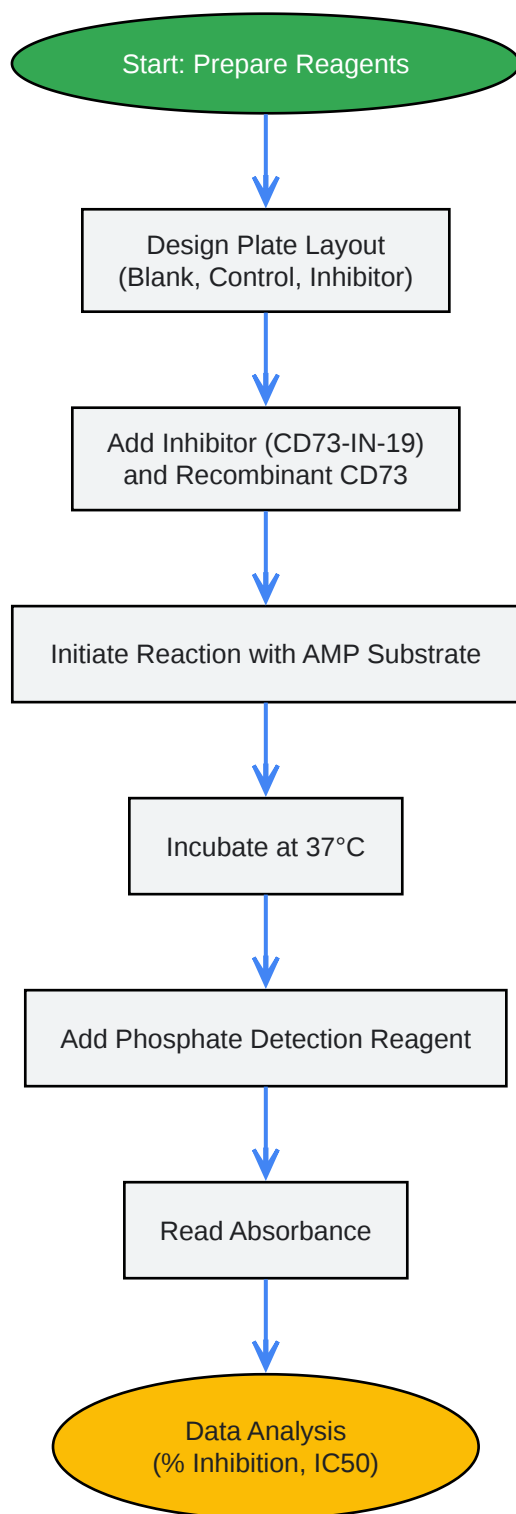 Start: Prepare Reagents
Design Plate Layout
(Blank, Control, Inhibitor)
Add Inhibitor (CD73-IN-19)
and Recombinant CD73
Initiate Reaction with AMP Substrate
Incubate at 37°C
Add Phosphate Detection Reagent
Read Absorbance
Data Analysis
(% Inhibition, IC50)